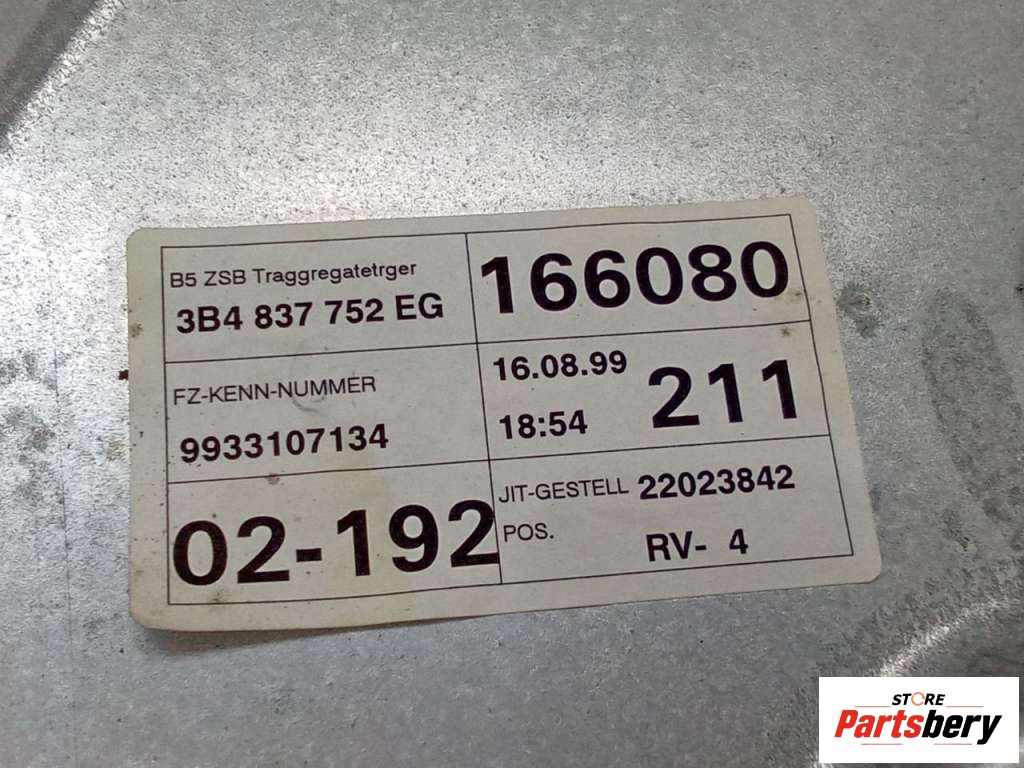 B5 ZSB Traggregatetrger
3B4 837 752 EG
166080
FZ-KENN-NUMMER
9933107134
16.08.99
18:54
211
02-192
JIT-GESTELL 22023842
POS.
RV- 4
STORE
Partsbery